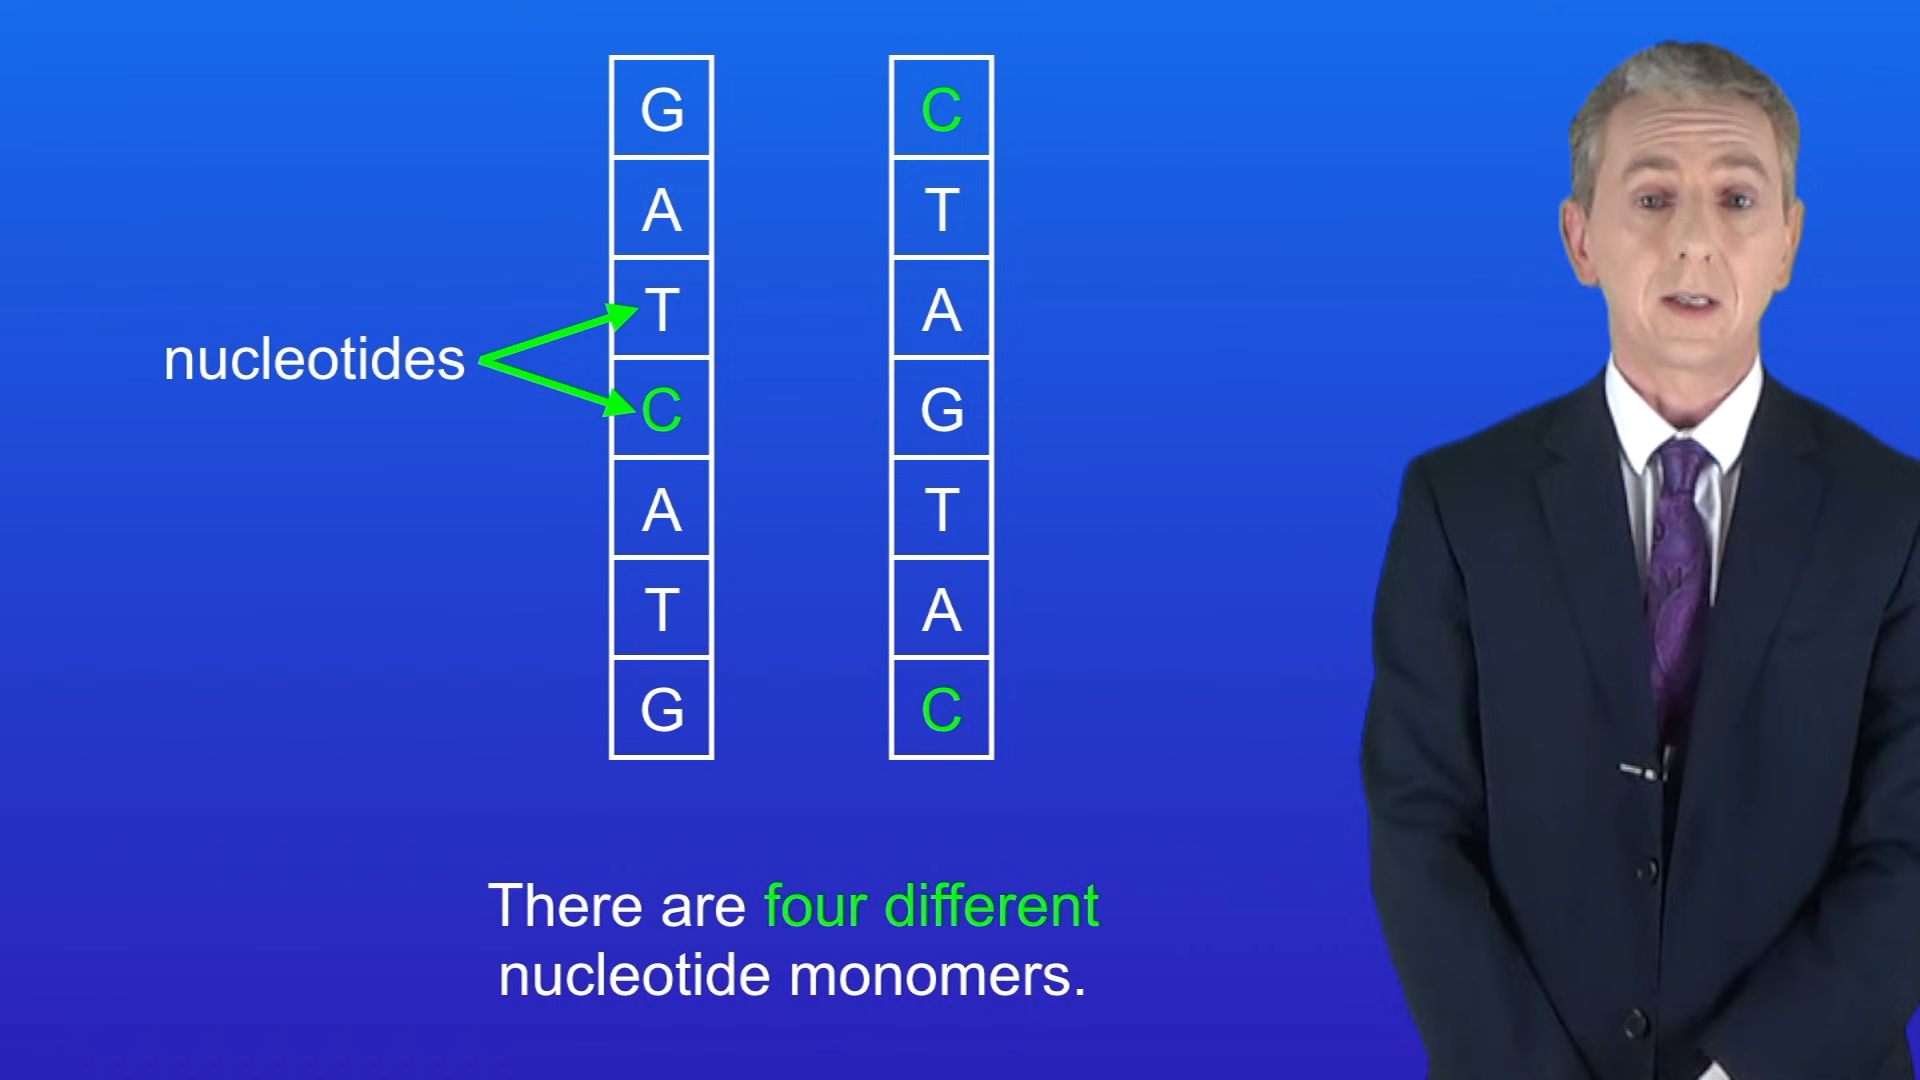 G C
A T
T A
nucleotides
C G
A T
T A
G C
There are four different
nucleotide monomers.